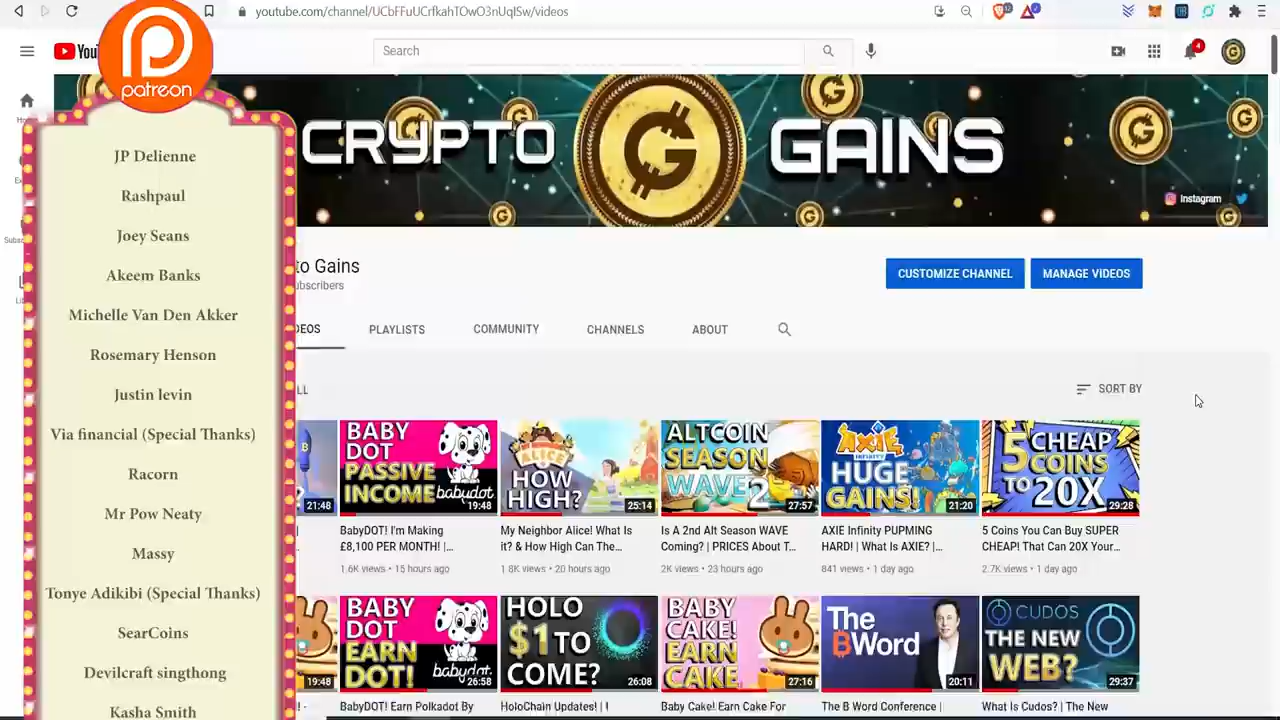 youtube.com/channel/UCbFFuUCrfkahTOwO3nUqISw/videos
You
Search
4
patreon
CRYPTO GAINS
Instagram
JP Delienne
Rashpaul
Joey Seans
Akeem Banks
Michelle Van Den Akker
Rosemary Henson
Justin levin
Via financial (Special Thanks)
Racorn
Mr Pow Neaty
Massy
Tonye Adikibi (Special Thanks)
SearCoins
Devilcraft singthong
Kasha Smith
to Gains
ubscribers
CUSTOMIZE CHANNEL
MANAGE VIDEOS
EOS
PLAYLISTS
COMMUNITY
CHANNELS
ABOUT
LL
SORT BY
21:48
BABY DOT PASSIVE INCOME babydot
19:48
ALICE HOW HIGH?
25:14
ALTCOIN SEASON WAVE 2
27:57
AXIE INFINITY HUGE GAINS!
21:20
5 CHEAP COINS TO 20X
29:28
BabyDOT! I'm Making £8,100 PER MONTH! |...
1.6K views • 15 hours ago
My Neighbor Alice! What Is it? & How High Can The...
1.8K views • 20 hours ago
Is A 2nd Alt Season WAVE Coming? | PRICES About T...
2K views • 23 hours ago
AXIE Infinity PUPMING HARD! | What Is AXIE? |...
841 views • 1 day ago
5 Coins You Can Buy SUPER CHEAP! That Can 20X Your...
2.7K views • 1 day ago
19:48
BABY DOT EARN DOT! babydot
26:58
HOLO $1 TO COME?
26:08
BABY CAKE! EARN CAKE
27:16
The B Word
20:11
CUDOS THE NEW WEB?
29:37
BabyDOT! Earn Polkadot By
HoloChain Updates! |
Baby Cake! Earn Cake For
The B Word Conference |
What Is Cudos? | The New